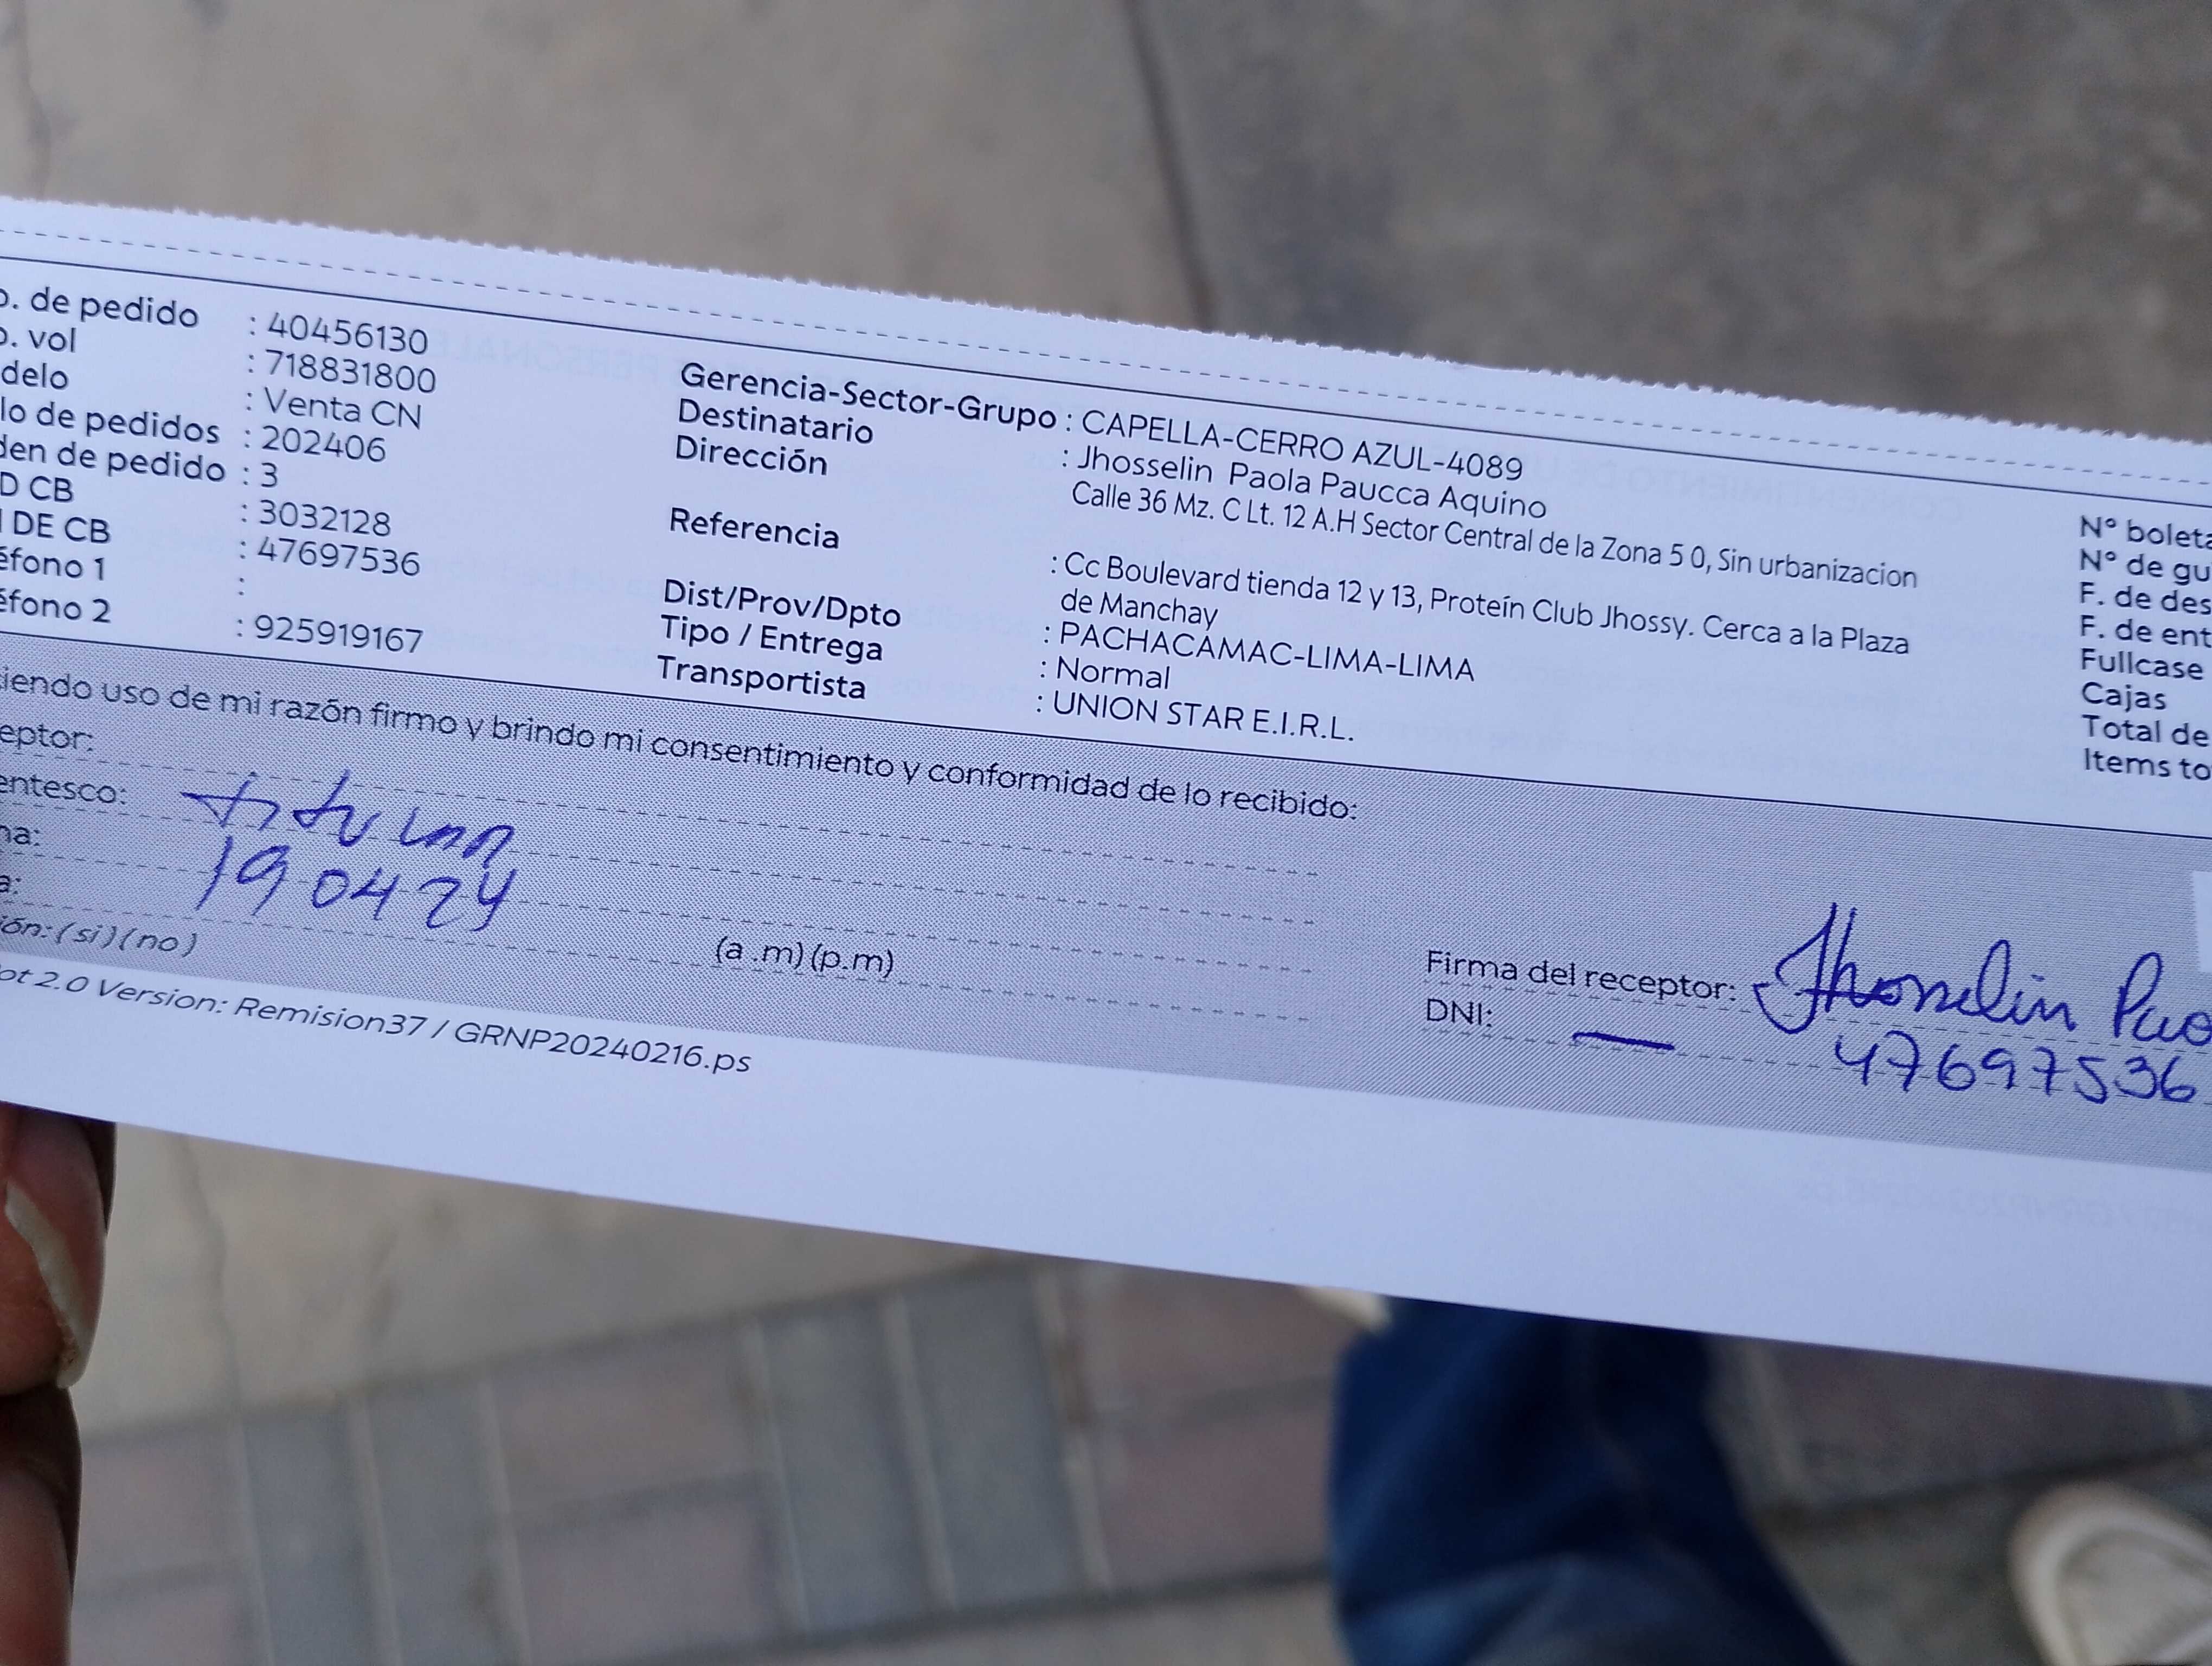 o. de pedido : 40456130
o. vol : 718831800
delo : Venta CN
lo de pedidos : 202406
den de pedido : 3
D CB : 3032128
DE CB : 47697536
éfono 1 :
éfono 2 : 925919167
Gerencia-Sector-Grupo : CAPELLA-CERRO AZUL-4089
Destinatario : Jhosselin Paola Paucca Aquino
Dirección Calle 36 Mz. C Lt. 12 A.H Sector Central de la Zona 5 0, Sin urbanizacion
Referencia : Cc Boulevard tienda 12 y 13, Proteín Club Jhossy. Cerca a la Plaza
de Manchay
Dist/Prov/Dpto : PACHACAMAC-LIMA-LIMA
Tipo / Entrega : Normal
Transportista : UNION STAR E.I.R.L.
N° boleta
N° de gu
F. de des
F. de ent
Fullcase
Cajas
Total de
Items to
iendo uso de mi razón firmo y brindo mi consentimiento y conformidad de lo recibido:
eptor:
entesco: titular
ha: 190424
a: (a .m) (p.m)
ión: ( si ) ( no )
Firma del receptor: Jhosselin Pao
DNI: 47697536
ot 2.0 Version: Remision37 / GRNP20240216.ps